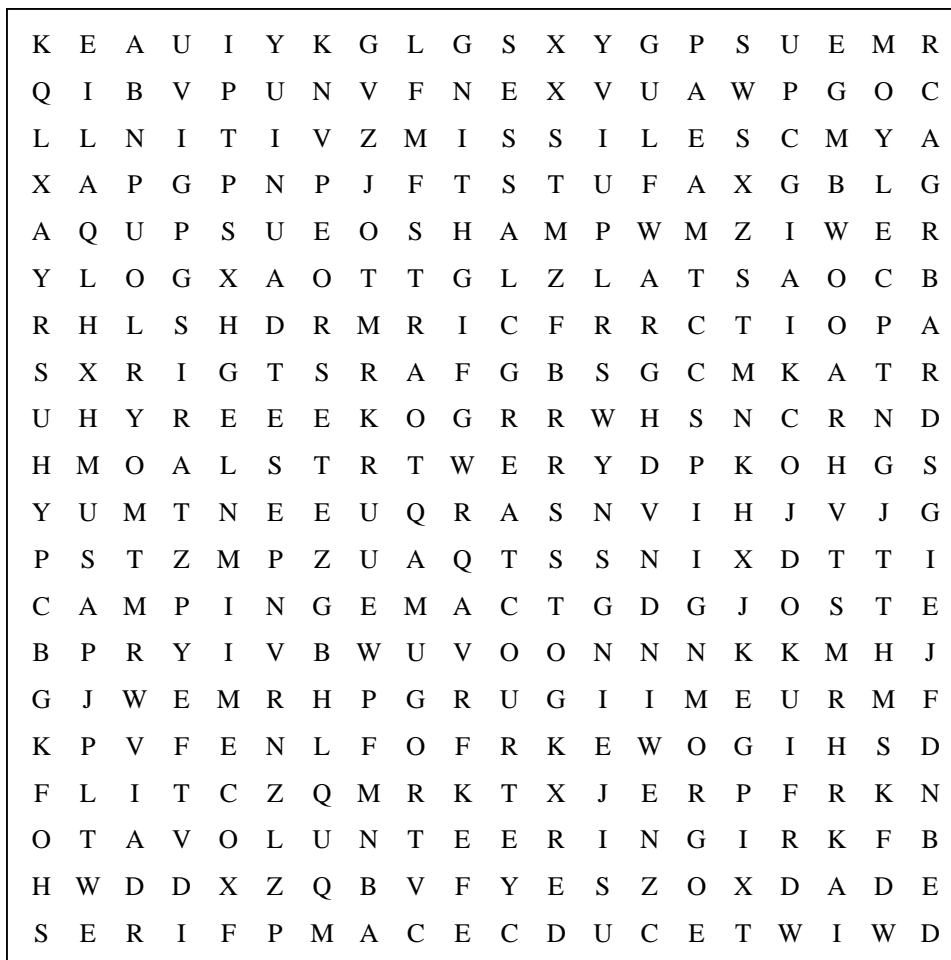 K E A U I Y K G L G S X Y G P S U E M R
Q I B V P U N V F N E X V U A W P G O C
L L N I T I V Z M I S S I L E S C M Y A
X A P G P N P J F T S T U F A X G B L G
A Q U P S U E O S H A M P W M Z I W E R
Y L O G X A O T T G L Z L A T S A O C B
R H L S H D R M R I C F R R C T I O P A
S X R I G T S R A F G B S G C M K A T R
U H Y R E E E K O G R R W H S N C R N D
H M O A L S T R T W E R Y D P K O H G S
Y U M T N E E U Q R A S N V I H J V J G
P S T Z M P Z U A Q T S S N I X D T T I
C A M P I N G E M A C T G D G J O S T E
B P R Y I V B W U V O O N N N K K M H J
G J W E M R H P G R U G I I M E U R M F
K P V F E N L F O F R K E W O G I H S D
F L I T C Z Q M R K T X J E R P F R K N
O T A V O L U N T E E R I N G I R K F B
H W D D X Z Q B V F Y E S Z O X D A D E
S E R I F P M A C E C D U C E T W I W D